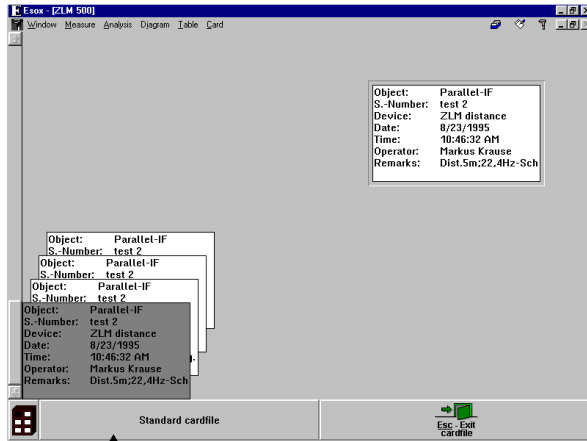 Esox - [ZLM 500]
Window Measure Analysis Djagram Table Card
Object: Parallel-IF
S.-Number: test 2
Device: ZLM distance
Date: 8/23/1995
Time: 10:46:32 AM
Operator: Markus Krause
Remarks: Dist.5m;22,4Hz-Sch
Object: Parallel-IF
S.-Number: test 2
Object: Parallel-IF
S.-Number: test 2
Object: Parallel-IF
S.-Number: test 2
Object: Parallel-IF
S.-Number: test 2
Device: ZLM distance
Date: 8/23/1995
Time: 10:46:32 AM
Operator: Markus Krause
Remarks: Dist.5m;22,4Hz-Sch
Standard cardfile
Esc - Exit
cardfile